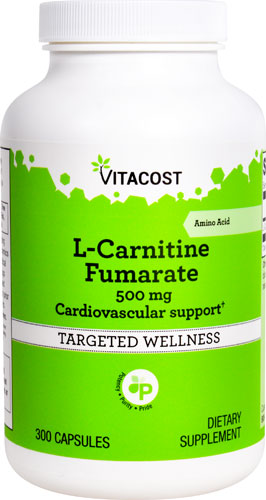 VITACOST
Amino Acid
L-Carnitine
Fumarate
500 mg
Cardiovascular support†
TARGETED WELLNESS
Potency • Purity • Pride
P
300 CAPSULES
DIETARY
SUPPLEMENT